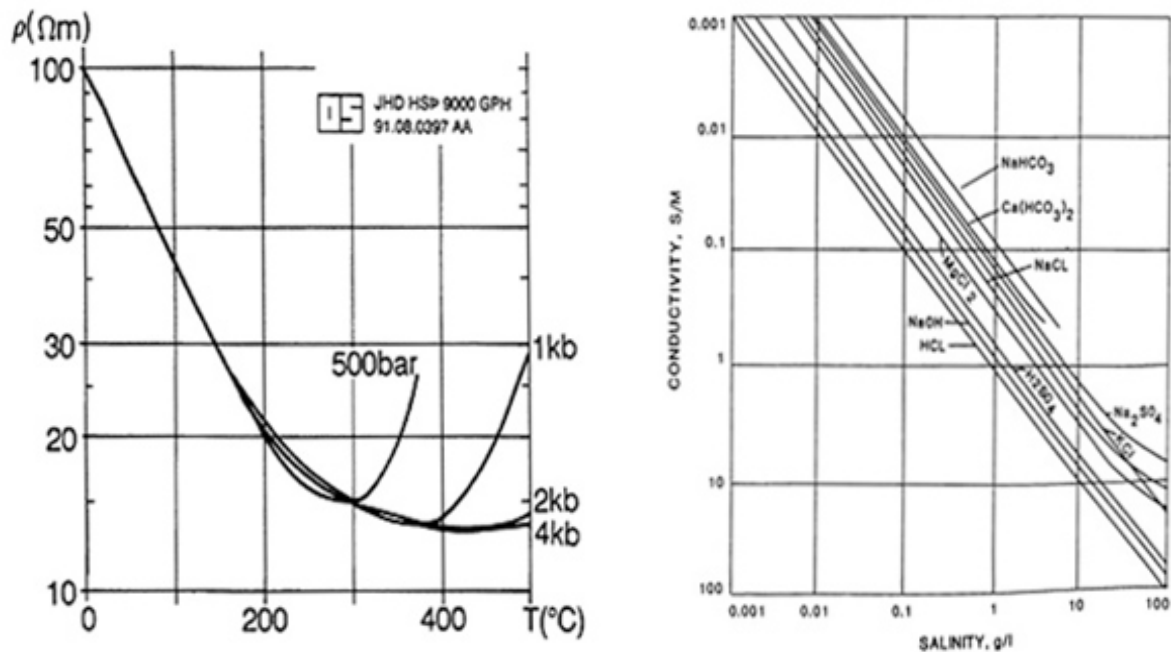 ρ(Ωm)
100
50
30
20
10
JHD HSÞ 9000 GPH
91.08.0397 AA
500bar
1kb
2kb
4kb
0
200
400
T(°C)
CONDUCTIVITY, S/M
0.001
0.01
0.1
1
10
100
NaHCO3
Ca(HCO3)2
NaCL
MgCl2
NaOH
HCL
H2SO4
Na2SO4
KCl
0.001
0.01
0.1
1
10
100
SALINITY, g/l